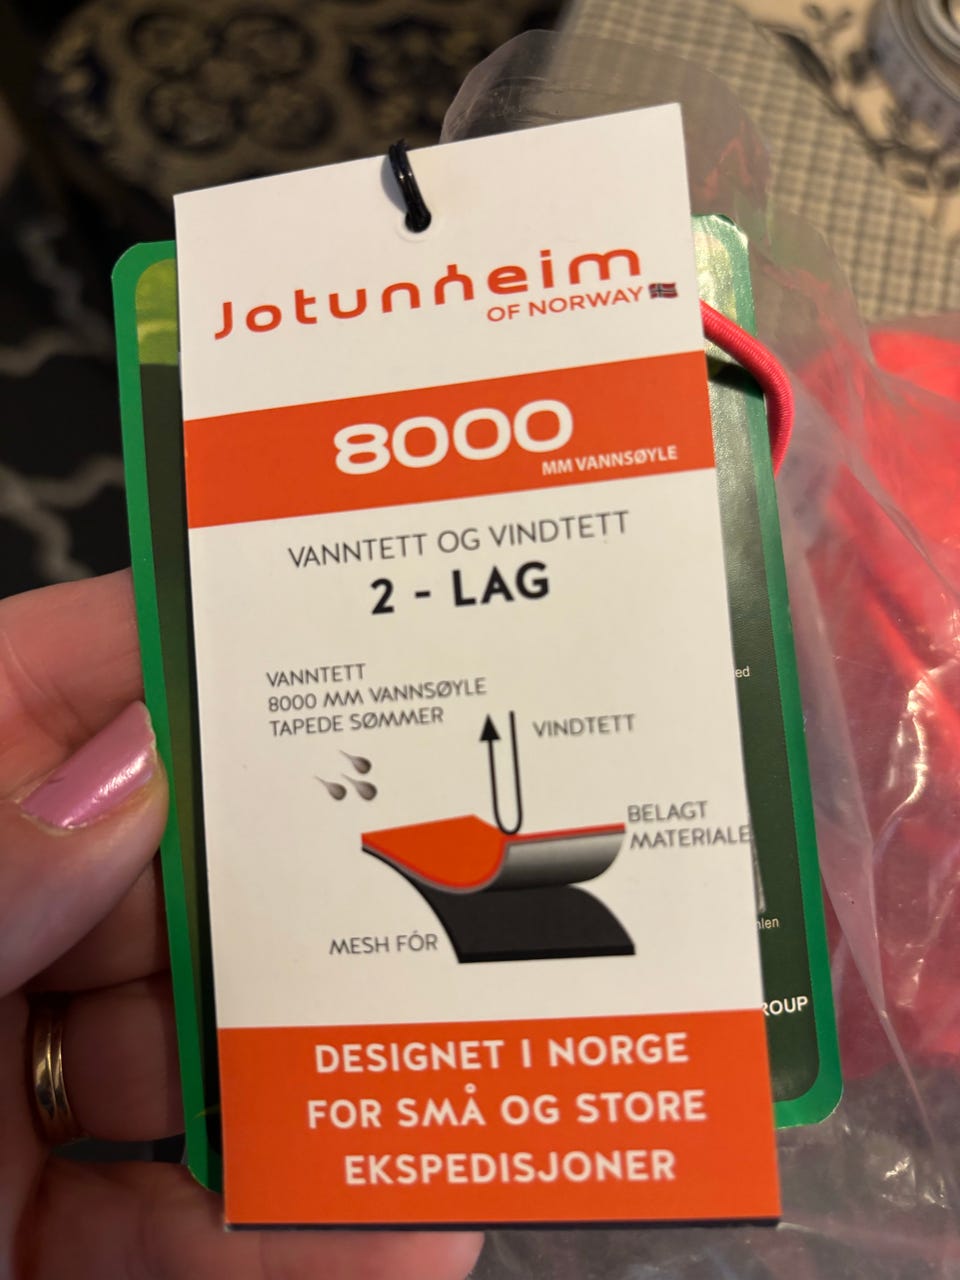 Jotunheim
OF NORWAY
8000
MM VANNSØYLE
VANNTETT OG VINDTETT
2 - LAG
VANNTETT
8000 MM VANNSØYLE
TAPEDE SØMMER
VINDTETT
BELAGT
MATERIALE
MESH FÓR
DESIGNET I NORGE
FOR SMÅ OG STORE
EKSPEDISJONER